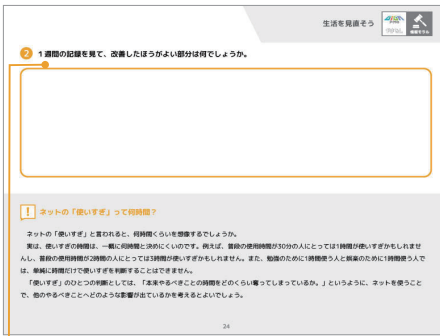 生活を見直そう
情報モラル
2 1週間の記録を見て、改善したほうがよい部分は何でしょうか。
! ネットの「使いすぎ」って何時間？
ネットの「使いすぎ」と言われると、何時間くらいを想像するでしょうか。
実は、使いすぎの時間は、一概に何時間と決めにくいのです。例えば、普段の使用時間が30分の人にとっては1時間が使いすぎかもしれませ
んし、普段の使用時間が2時間の人にとっては3時間が使いすぎかもしれません。また、勉強のために1時間使う人と娯楽のために1時間使う人で
は、単純に時間だけで使いすぎを判断することはできません。
「使いすぎ」のひとつの判断としては、「本来やるべきことの時間をどのくらい奪ってしまっているか。」というように、ネットを使うこと
で、他のやるべきことへどのような影響が出ているかを考えるとよいでしょう。
24